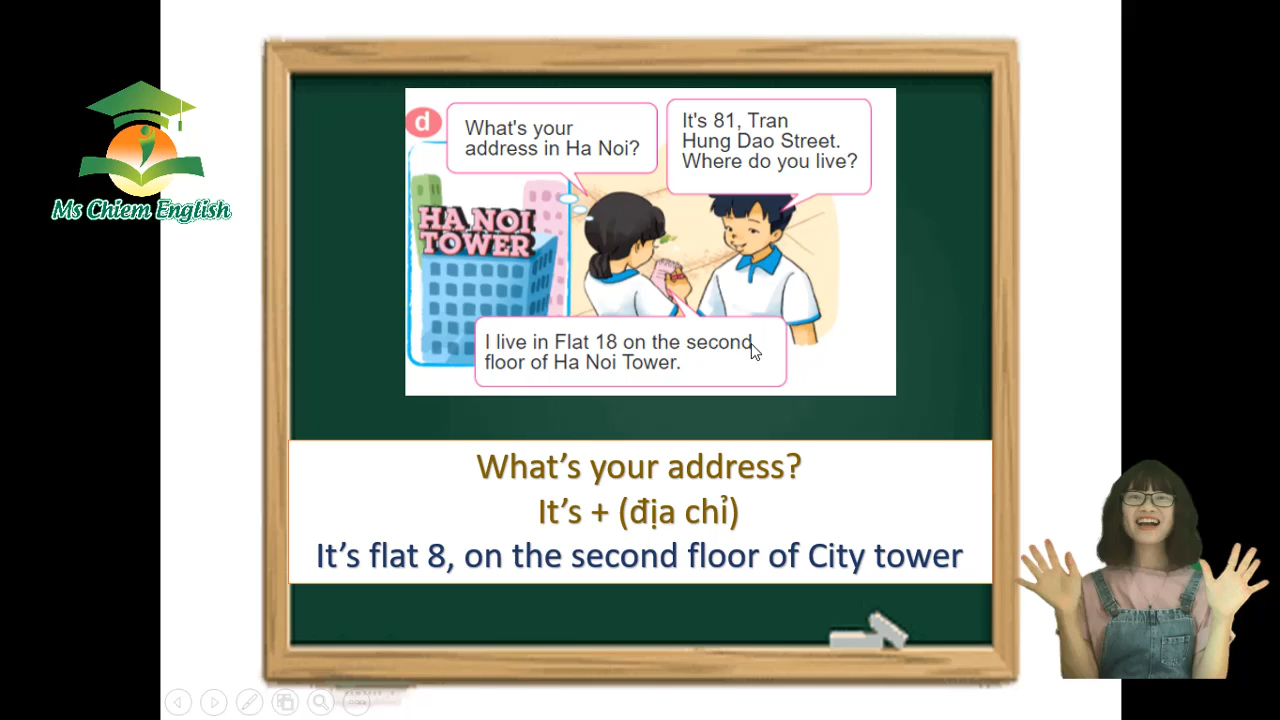 Ms Chiem English
d
What's your
address in Ha Noi?
It's 81, Tran
Hung Dao Street.
Where do you live?
HA NOI
TOWER
I live in Flat 18 on the second
floor of Ha Noi Tower.
What's your address?
It's + (địa chỉ)
It's flat 8, on the second floor of City tower